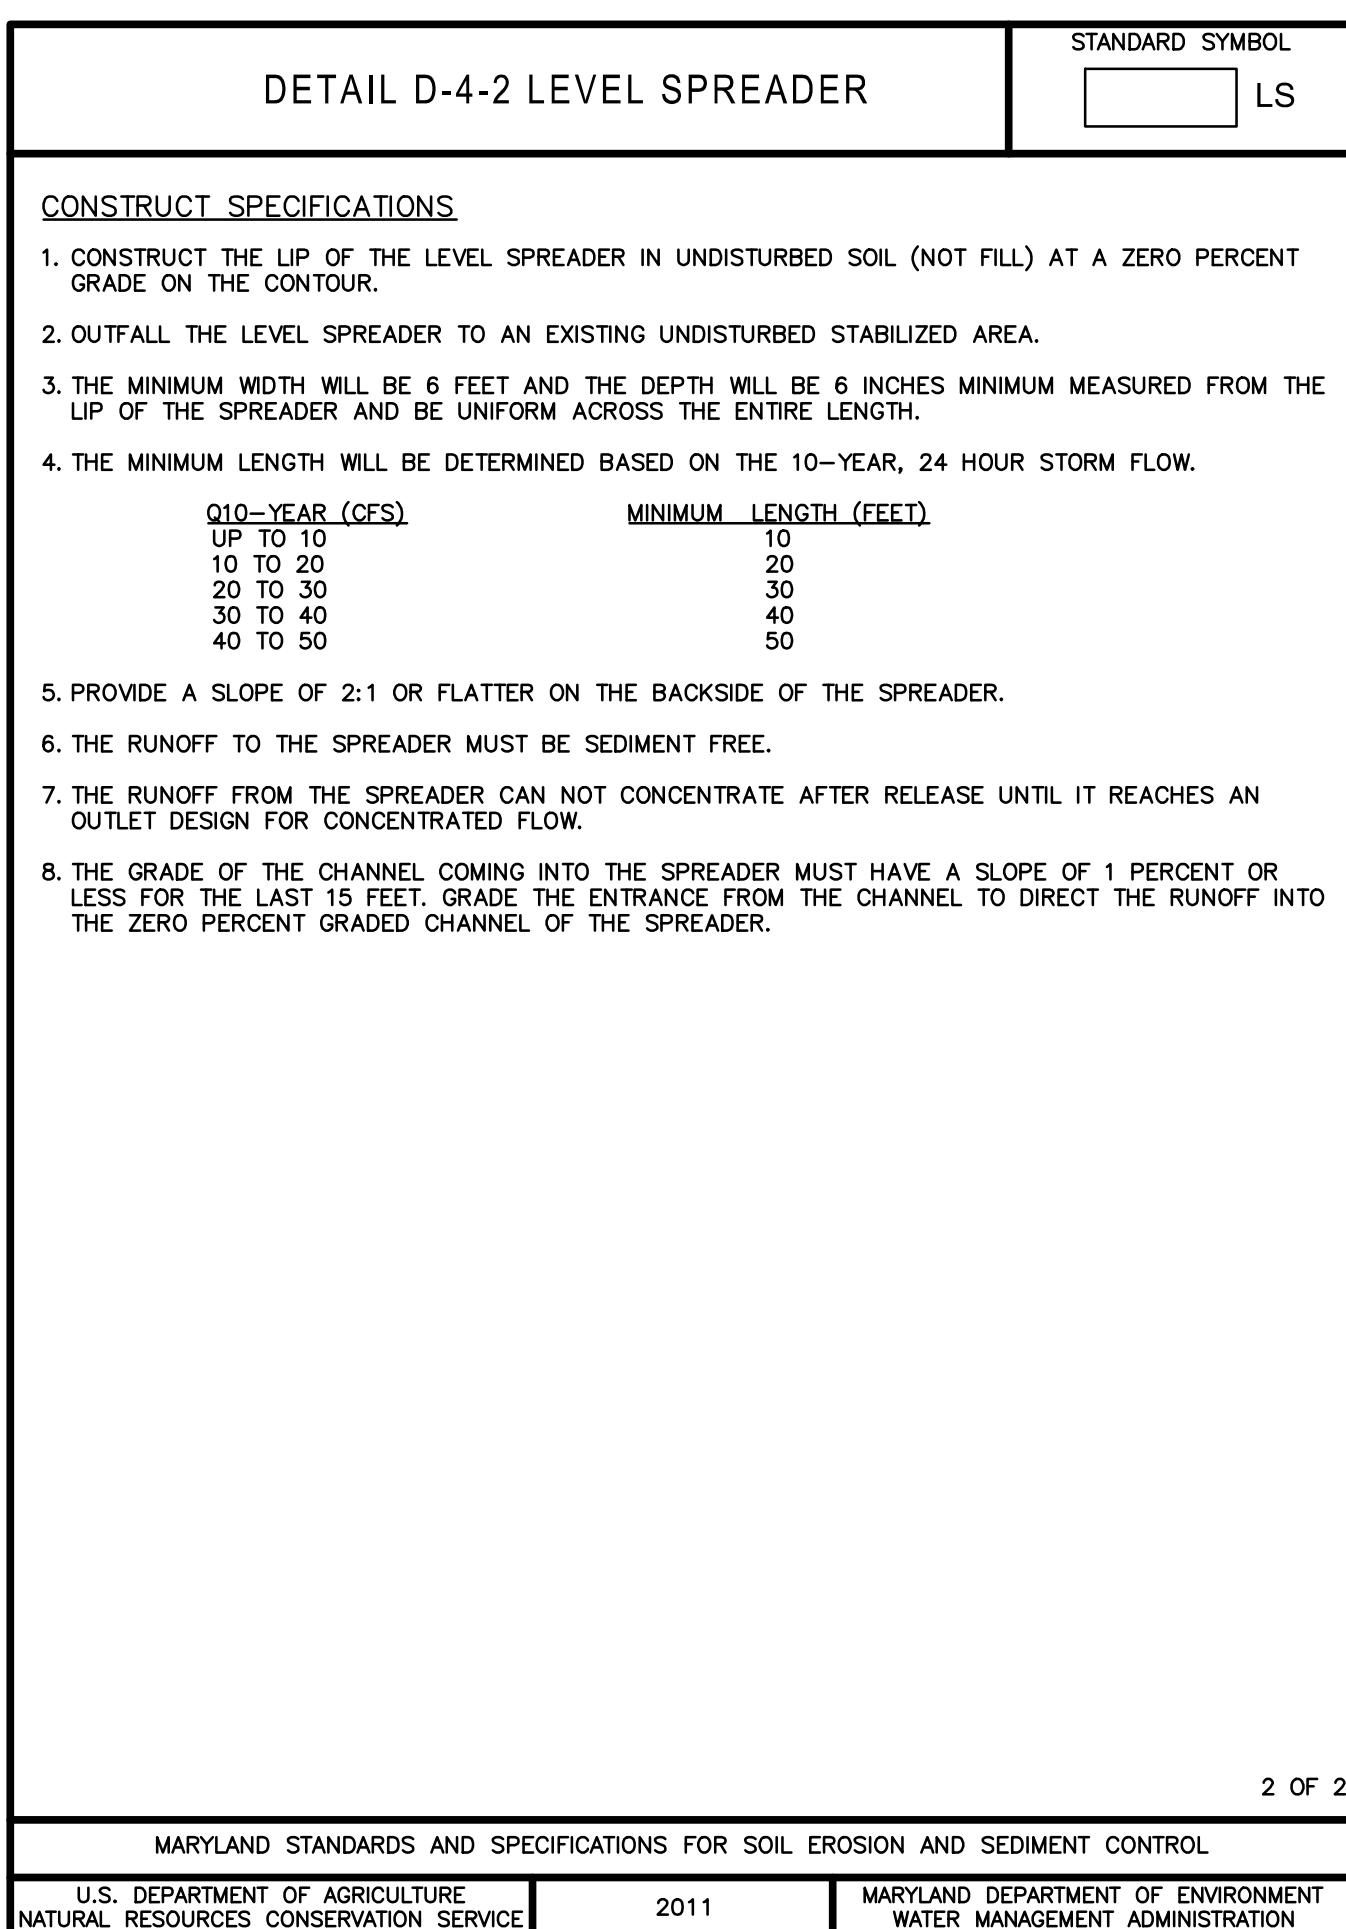 DETAIL D-4-2 LEVEL SPREADER
STANDARD SYMBOL
LS
CONSTRUCT SPECIFICATIONS
1. CONSTRUCT THE LIP OF THE LEVEL SPREADER IN UNDISTURBED SOIL (NOT FILL) AT A ZERO PERCENT
GRADE ON THE CONTOUR.
2. OUTFALL THE LEVEL SPREADER TO AN EXISTING UNDISTURBED STABILIZED AREA.
3. THE MINIMUM WIDTH WILL BE 6 FEET AND THE DEPTH WILL BE 6 INCHES MINIMUM MEASURED FROM THE
LIP OF THE SPREADER AND BE UNIFORM ACROSS THE ENTIRE LENGTH.
4. THE MINIMUM LENGTH WILL BE DETERMINED BASED ON THE 10-YEAR, 24 HOUR STORM FLOW.
Q10-YEAR (CFS) MINIMUM LENGTH (FEET)
UP TO 10 10
10 TO 20 20
20 TO 30 30
30 TO 40 40
40 TO 50 50
5. PROVIDE A SLOPE OF 2:1 OR FLATTER ON THE BACKSIDE OF THE SPREADER.
6. THE RUNOFF TO THE SPREADER MUST BE SEDIMENT FREE.
7. THE RUNOFF FROM THE SPREADER CAN NOT CONCENTRATE AFTER RELEASE UNTIL IT REACHES AN
OUTLET DESIGN FOR CONCENTRATED FLOW.
8. THE GRADE OF THE CHANNEL COMING INTO THE SPREADER MUST HAVE A SLOPE OF 1 PERCENT OR
LESS FOR THE LAST 15 FEET. GRADE THE ENTRANCE FROM THE CHANNEL TO DIRECT THE RUNOFF INTO
THE ZERO PERCENT GRADED CHANNEL OF THE SPREADER.
2 OF 2
MARYLAND STANDARDS AND SPECIFICATIONS FOR SOIL EROSION AND SEDIMENT CONTROL
U.S. DEPARTMENT OF AGRICULTURE
NATURAL RESOURCES CONSERVATION SERVICE
2011
MARYLAND DEPARTMENT OF ENVIRONMENT
WATER MANAGEMENT ADMINISTRATION